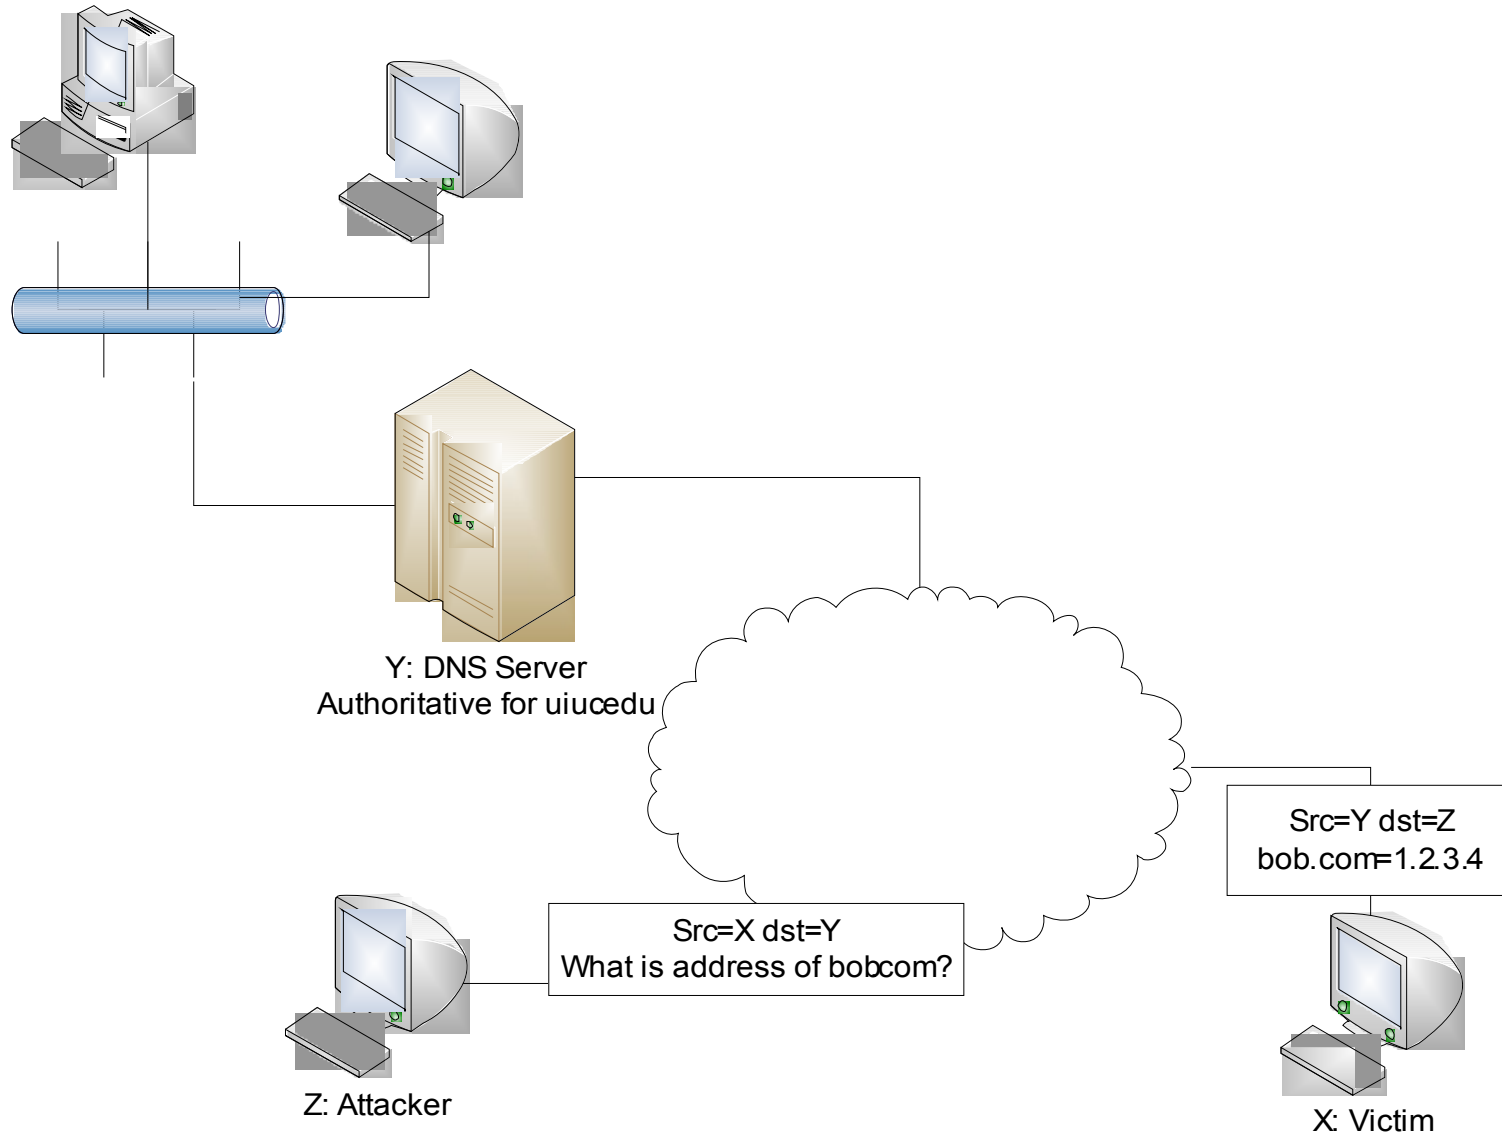 Y: DNS Server
Authoritative for uiucedu
Src=Y dst=Z
bob.com=1.2.3.4
Src=X dst=Y
What is address of bobcom?
Z: Attacker
X: Victim